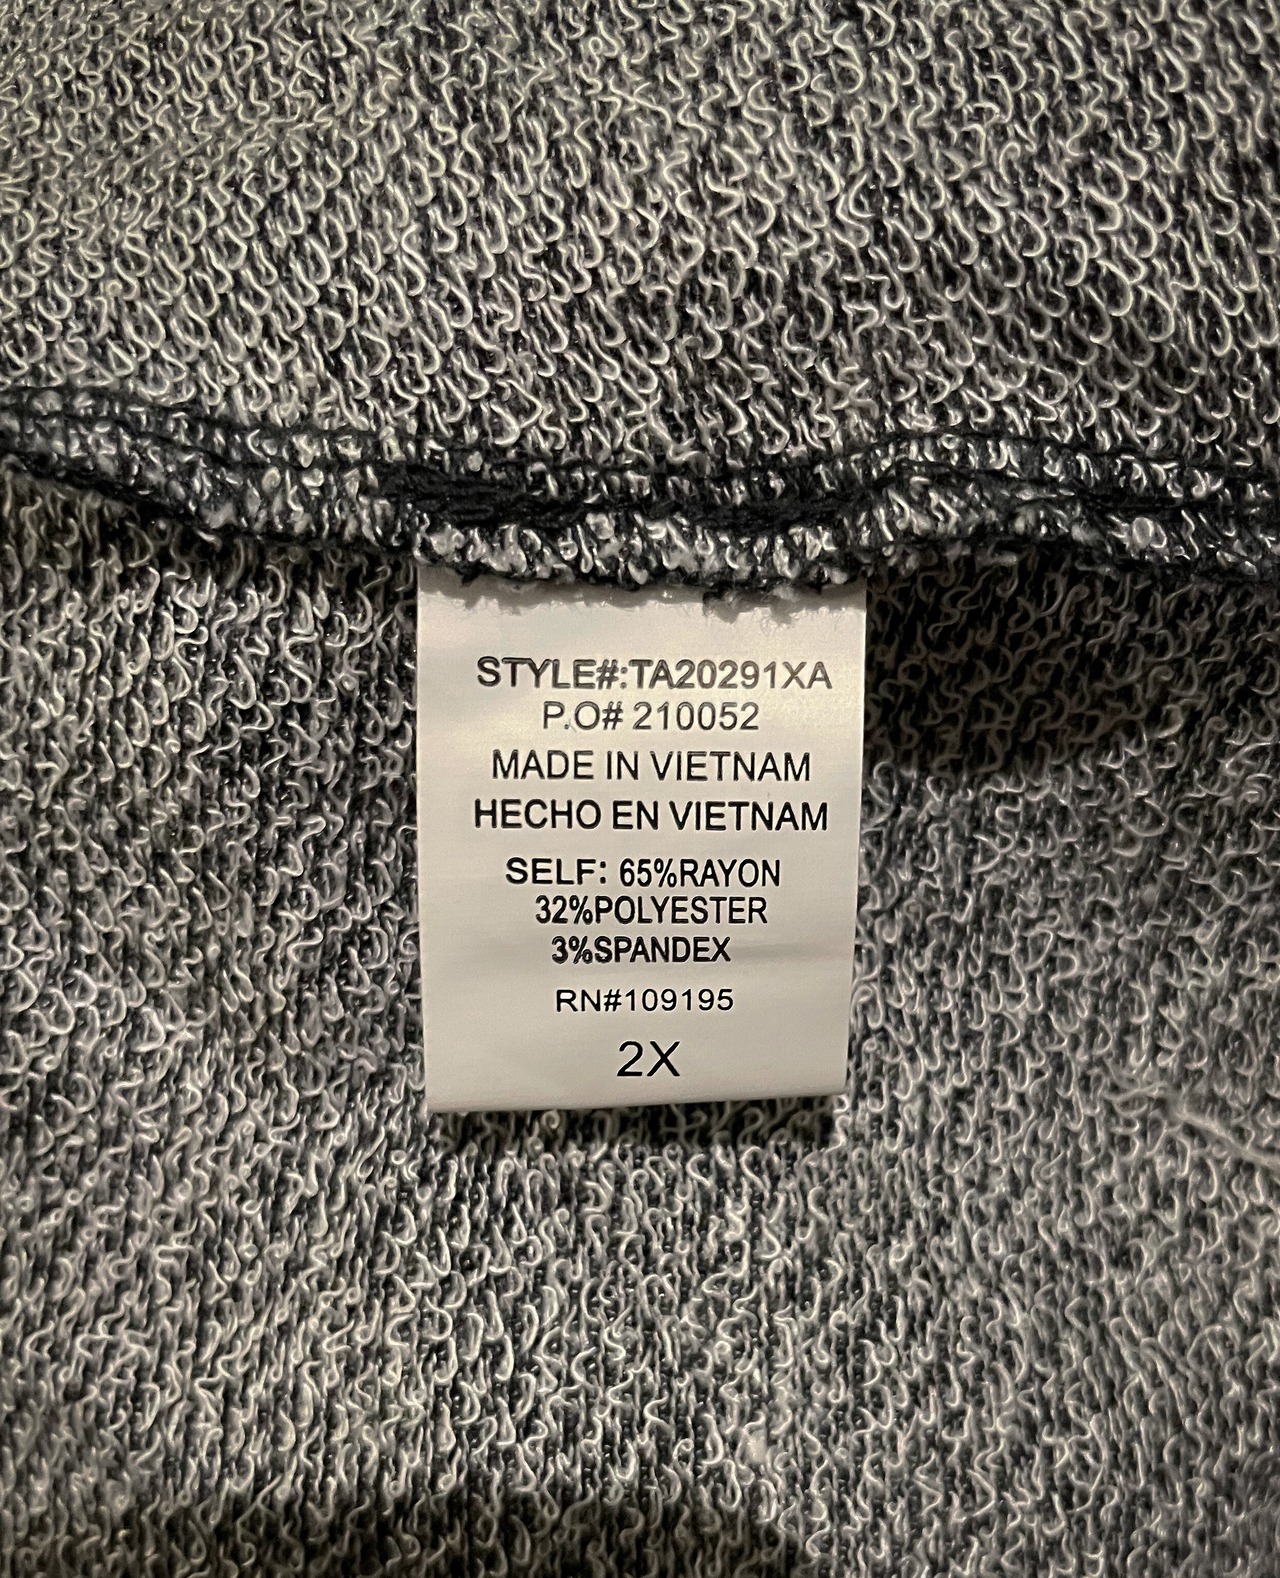 STYLE#:TA20291XA
P.O# 210052
MADE IN VIETNAM
HECHO EN VIETNAM
SELF: 65%RAYON
32%POLYESTER
3%SPANDEX
RN#109195
2X